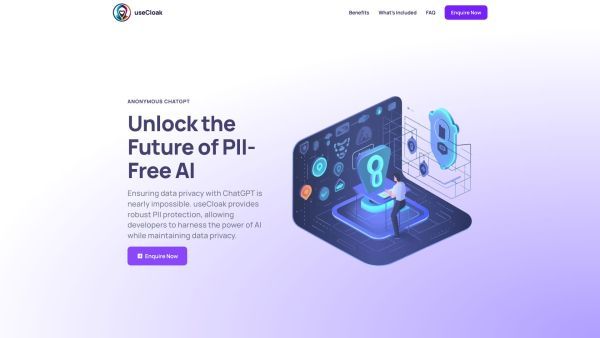 useCloak
Benefits
What's included
FAQ
Enquire Now
ANONYMOUS CHATGPT
Unlock the
Future of PII-
Free AI
Ensuring data privacy with ChatGPT is
nearly impossible. useCloak provides
robust PII protection, allowing
developers to harness the power of AI
while maintaining data privacy.
Enquire Now